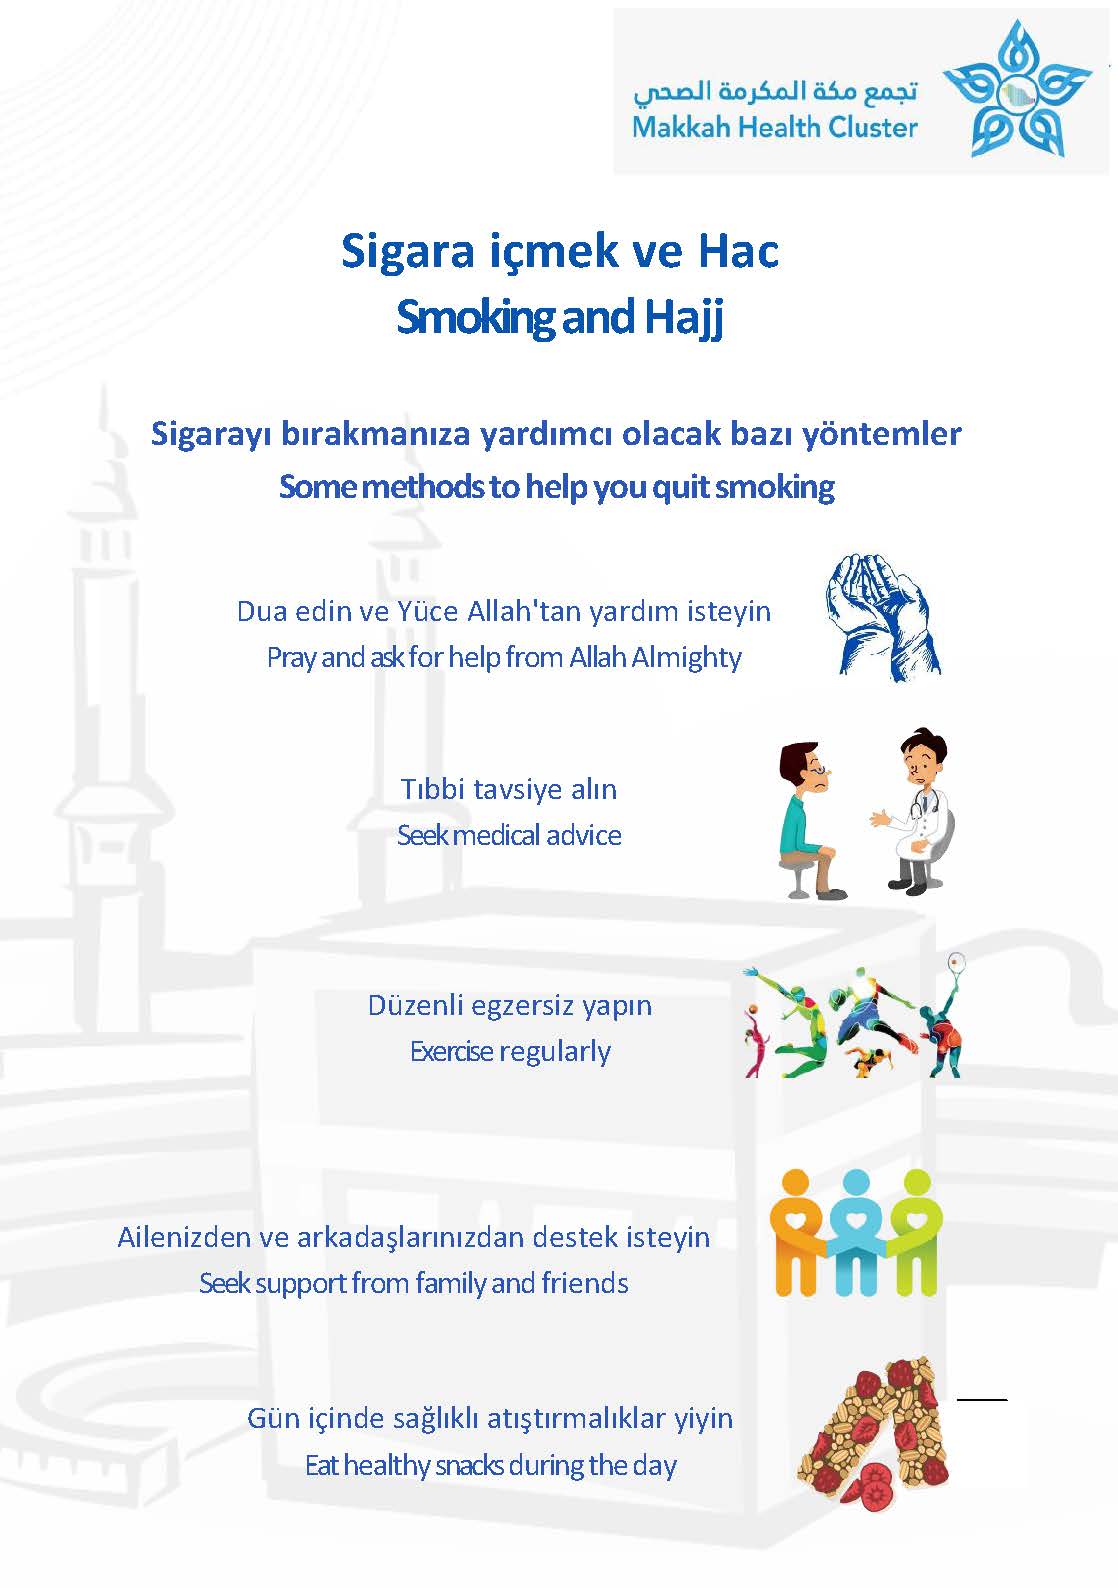 تجمع مكة المكرمة الصحي
Makkah Health Cluster
Sigara içmek ve Hac
Smoking and Hajj
Sigarayı bırakmanıza yardımcı olacak bazı yöntemler
Some methods to help you quit smoking
Dua edin ve Yüce Allah'tan yardım isteyin
Pray and ask for help from Allah Almighty
Tıbbi tavsiye alın
Seek medical advice
Düzenli egzersiz yapın
Exercise regularly
Ailenizden ve arkadaşlarınızdan destek isteyin
Seek support from family and friends
Gün içinde sağlıklı atıştırmalıklar yiyin
Eat healthy snacks during the day